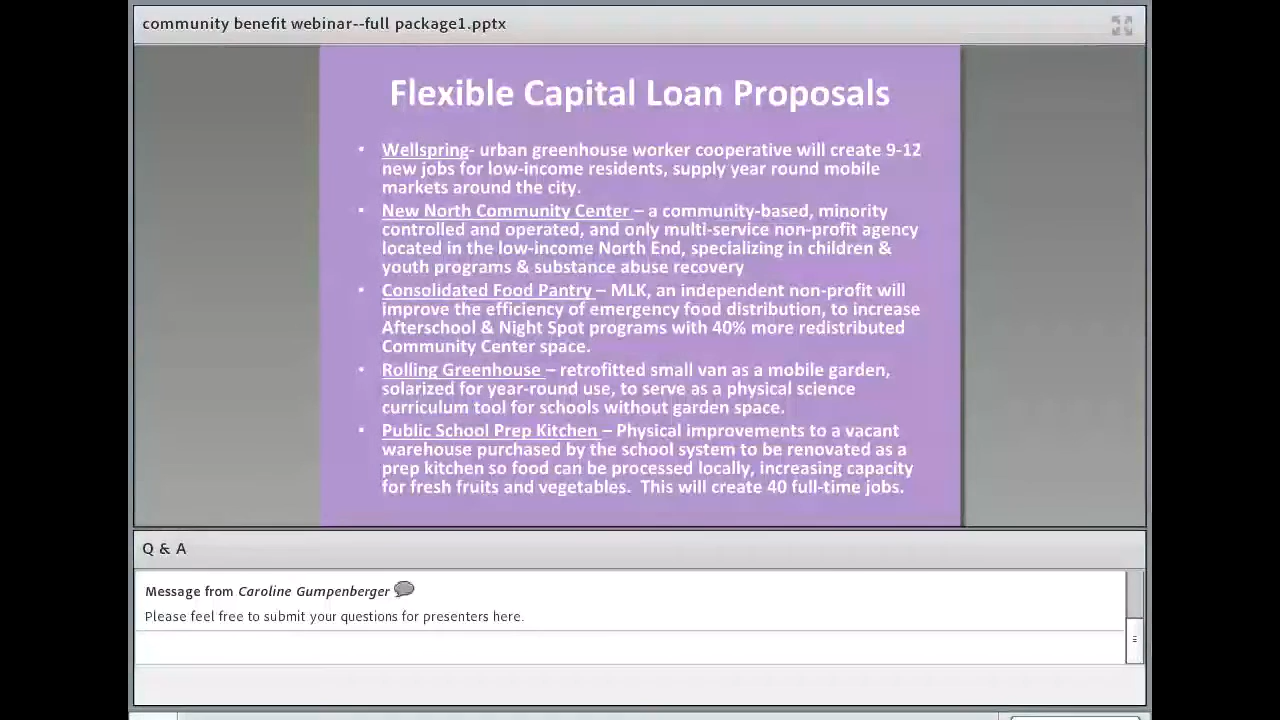 community benefit webinar--full package1.pptx
Flexible Capital Loan Proposals
• Wellspring- urban greenhouse worker cooperative will create 9-12
new jobs for low-income residents, supply year round mobile
markets around the city.
• New North Community Center – a community-based, minority
controlled and operated, and only multi-service non-profit agency
located in the low-income North End, specializing in children &
youth programs & substance abuse recovery
• Consolidated Food Pantry – MLK, an independent non-profit will
improve the efficiency of emergency food distribution, to increase
Afterschool & Night Spot programs with 40% more redistributed
Community Center space.
• Rolling Greenhouse – retrofitted small van as a mobile garden,
solarized for year-round use, to serve as a physical science
curriculum tool for schools without garden space.
• Public School Prep Kitchen – Physical improvements to a vacant
warehouse purchased by the school system to be renovated as a
prep kitchen so food can be processed locally, increasing capacity
for fresh fruits and vegetables.  This will create 40 full-time jobs.
Q & A
Message from Caroline Gumpenberger
Please feel free to submit your questions for presenters here.